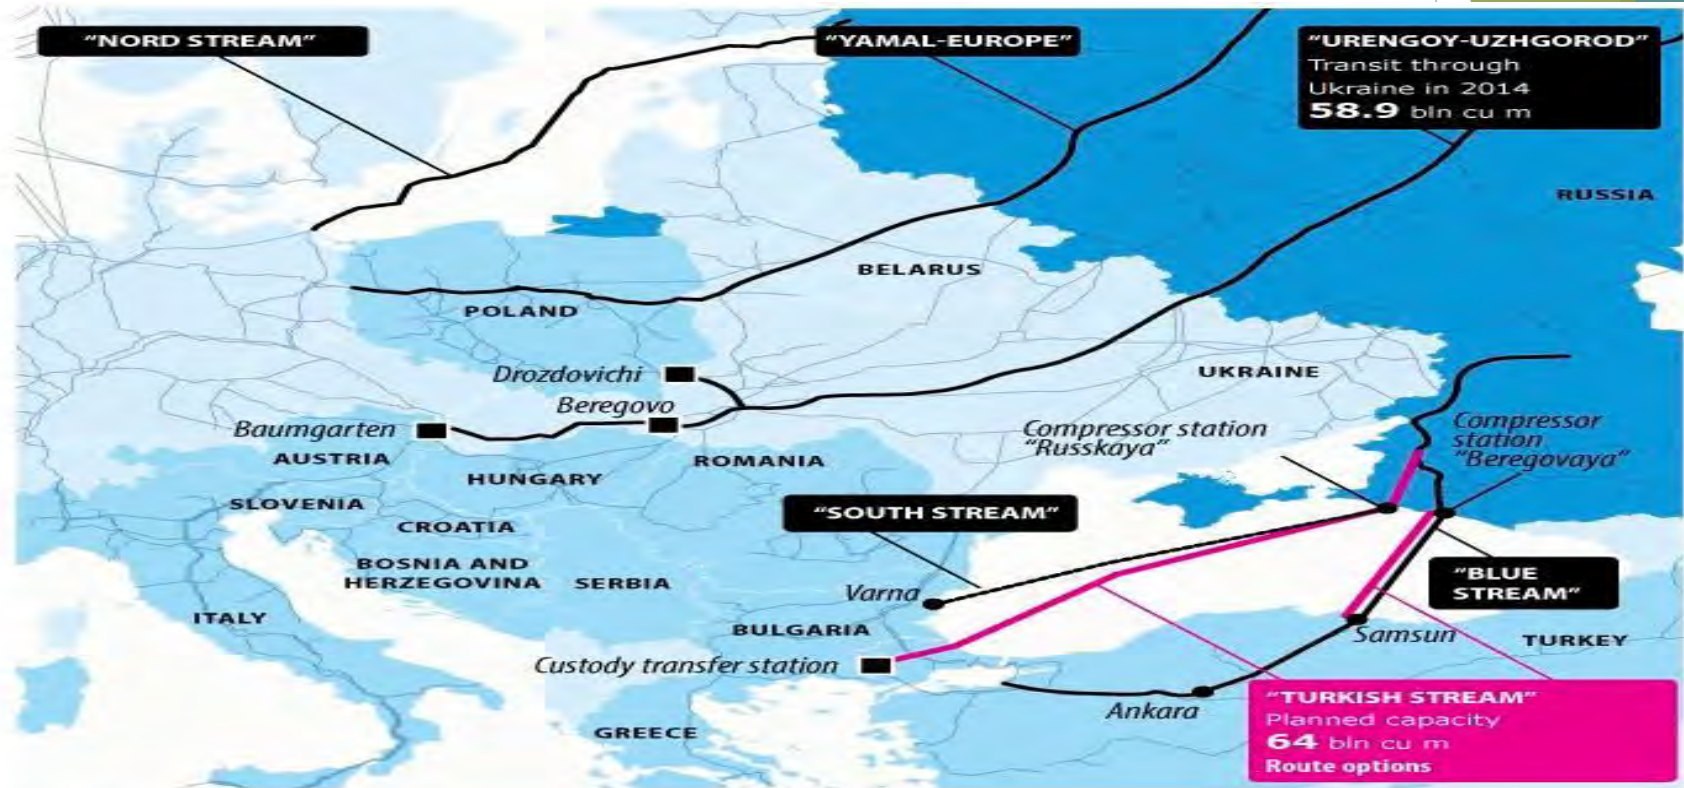 “NORD STREAM”
“YAMAL-EUROPE”
“URENGOY-UZHGOROD”
Transit through
Ukraine in 2014
58.9 bln cu m
RUSSIA
BELARUS
POLAND
Drozdovichi
UKRAINE
Beregovo
Baumgarten
Compressor station
“Russkaya”
Compressor
station
“Beregovaya”
AUSTRIA
HUNGARY
ROMANIA
SLOVENIA
CROATIA
“SOUTH STREAM”
BOSNIA AND
HERZEGOVINA
SERBIA
“BLUE
STREAM”
Varna
ITALY
BULGARIA
Samsun
TURKEY
Custody transfer station
Ankara
GREECE
“TURKISH STREAM”
Planned capacity
64 bln cu m
Route options